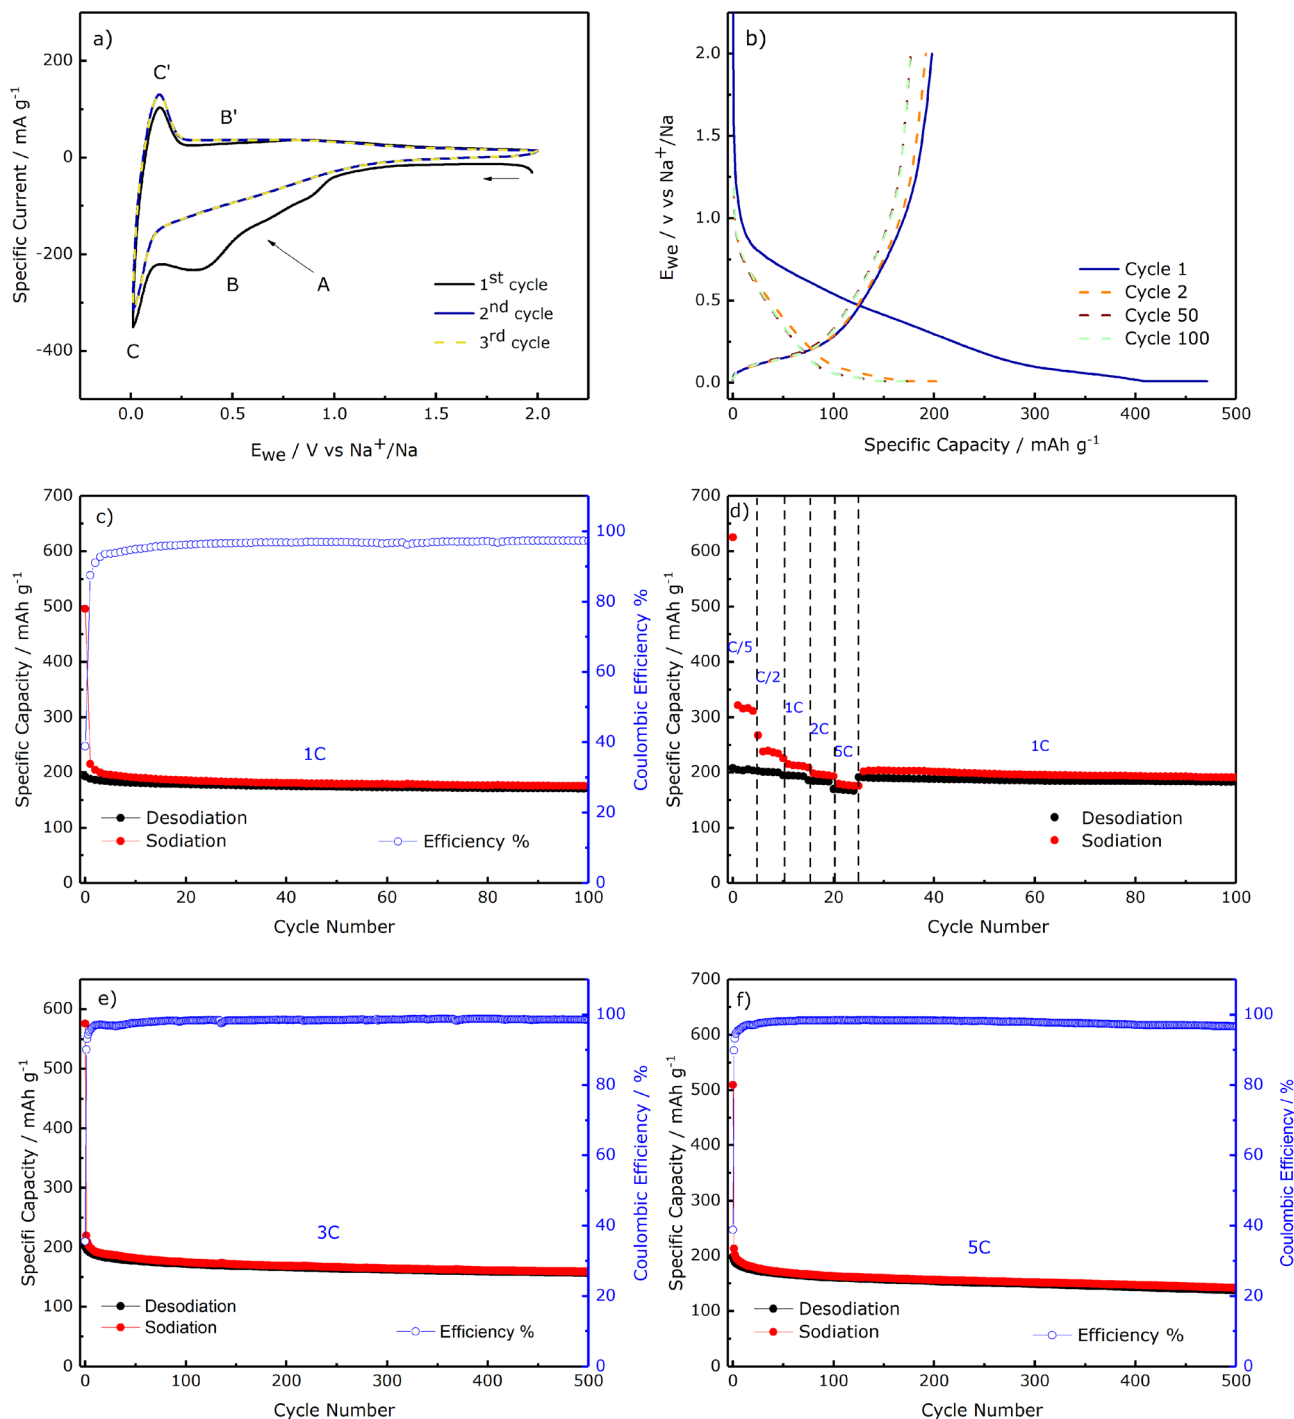 a)
200
100
0
-200
-400
Specific Current / mA g⁻¹
C'
B'
B
A
C
1st cycle
2nd cycle
3rd cycle
0.0 0.5 1.0 1.5 2.0
Ewe / V vs Na⁺/Na
b)
2.0
1.5
1.0
0.5
0.0
Ewe / v vs Na⁺/Na
Cycle 1
Cycle 2
Cycle 50
Cycle 100
0 100 200 300 400 500
Specific Capacity / mAh g⁻¹
c)
700
600
500
400
300
200
100
0
Specific Capacity / mAh g⁻¹
1C
Desodiation
Sodiation
Efficiency %
100
80
60
40
20
0
Coulombic Efficiency %
0 20 40 60 80 100
Cycle Number
d)
700
600
500
400
300
200
100
0
Specific Capacity / mAh g⁻¹
C/5
C/2
1C
2C
5C
1C
Desodiation
Sodiation
0 20 40 60 80 100
Cycle Number
e)
600
500
400
300
200
100
0
Specifi Capacity / mAh g⁻¹
3C
Desodiation
Sodiation
Efficiency %
100
80
60
40
20
0
Coulombic Efficiency / %
0 100 200 300 400 500
Cycle Number
f)
700
600
500
400
300
200
100
0
Specific Capacity / mAh g⁻¹
5C
Desodiation
Sodiation
Efficiency %
100
80
60
40
20
0
Coulombic Efficiency / %
0 100 200 300 400 500
Cycle Number